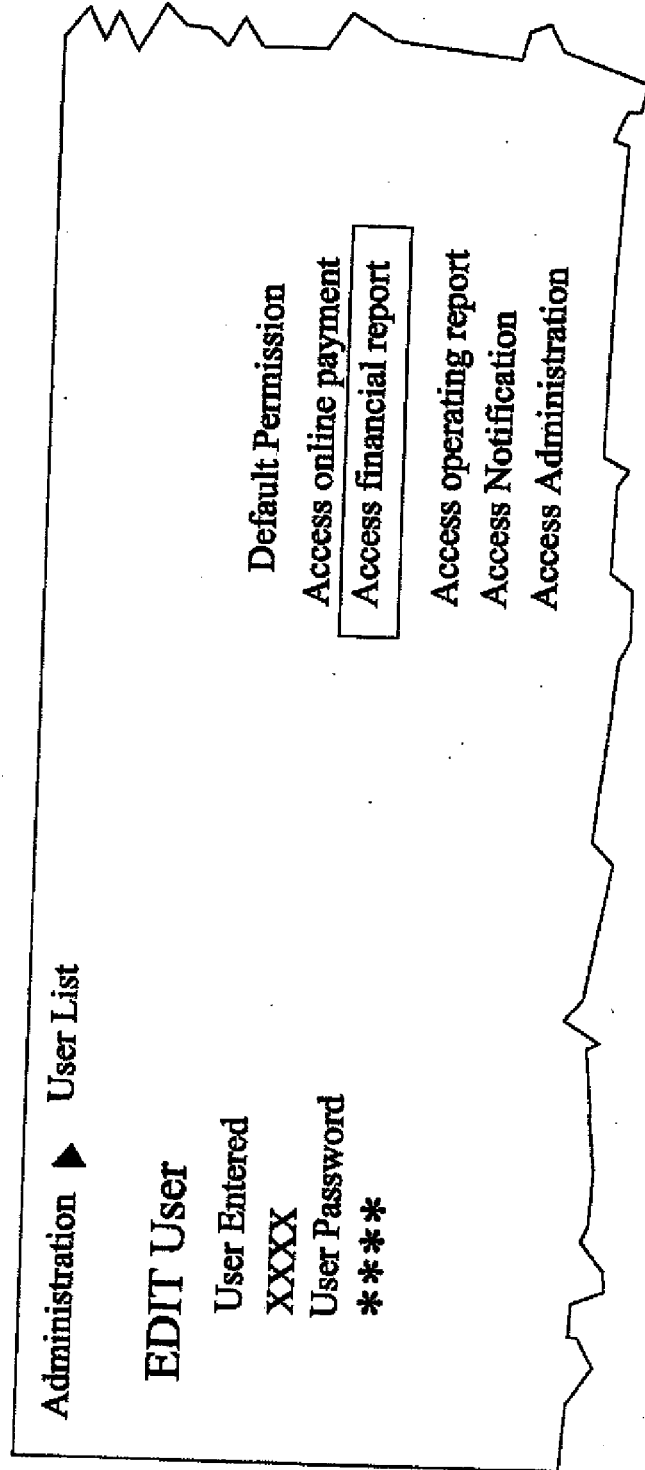 Administration ▶ User List
EDIT User
User Entered
XXXX
User Password
****
Default Permission
Access online payment
Access financial report
Access operating report
Access Notification
Access Administration